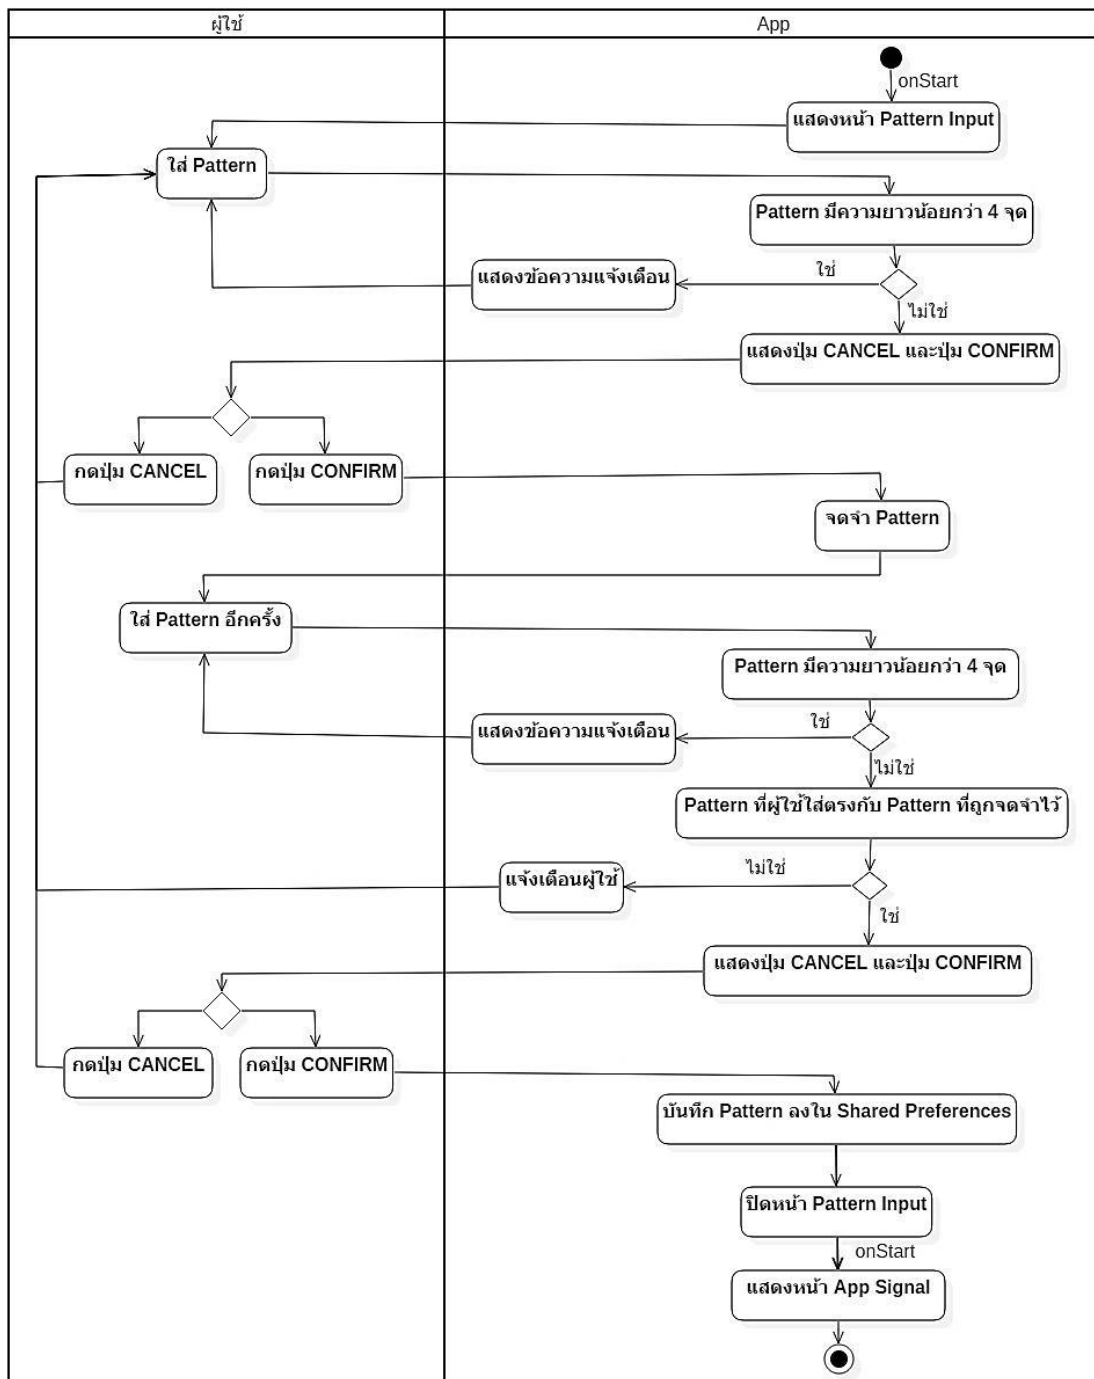 ผู้ใช้
App
onStart
แสดงหน้า Pattern Input
ใส่ Pattern
Pattern มีความยาวน้อยกว่า 4 จุด
ใช่
แสดงข้อความแจ้งเตือน
ไม่ใช่
แสดงปุ่ม CANCEL และปุ่ม CONFIRM
กดปุ่ม CANCEL
กดปุ่ม CONFIRM
จดจำ Pattern
ใส่ Pattern อีกครั้ง
Pattern มีความยาวน้อยกว่า 4 จุด
ใช่
แสดงข้อความแจ้งเตือน
ไม่ใช่
Pattern ที่ผู้ใช้ใส่ตรงกับ Pattern ที่ถูกจดจำไว้
ไม่ใช่
แจ้งเตือนผู้ใช้
ใช่
แสดงปุ่ม CANCEL และปุ่ม CONFIRM
กดปุ่ม CANCEL
กดปุ่ม CONFIRM
บันทึก Pattern ลงใน Shared Preferences
ปิดหน้า Pattern Input
onStart
แสดงหน้า App Signal